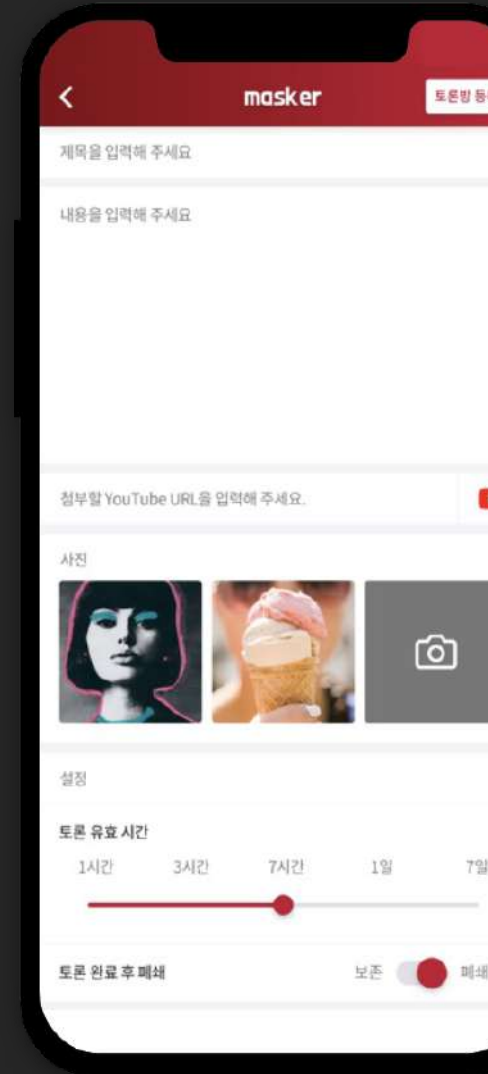 masker
토론방
제목을 입력해 주세요
내용을 입력해 주세요
첨부할 YouTube URL을 입력해 주세요.
사진
설정
토론 유효 시간
1시간 3시간 7시간 1일 7일
토론 완료 후 폐쇄
보존 폐쇄